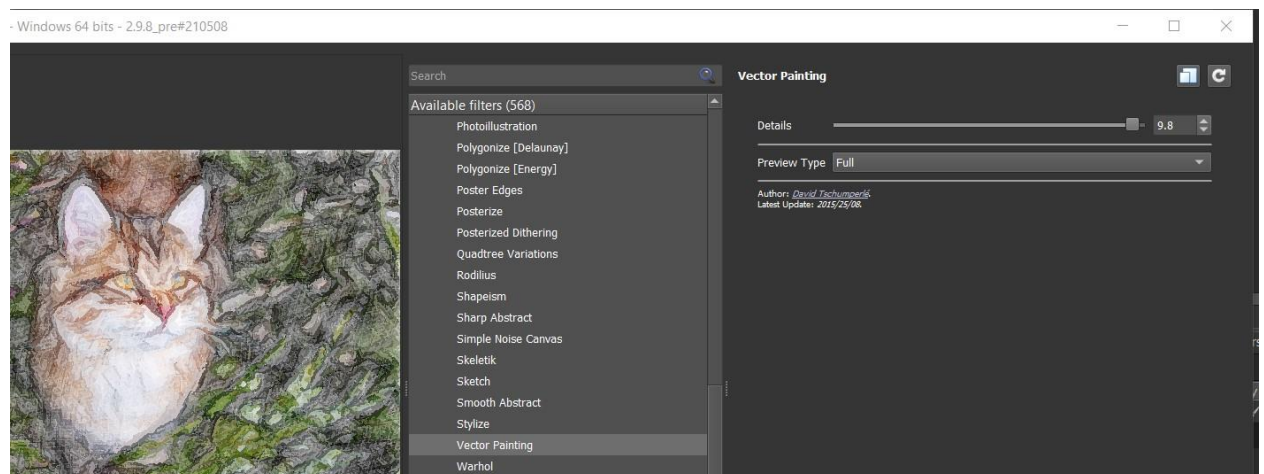 - Windows 64 bits - 2.9.8_pre#210508
Search
Available filters (568)
Photoillustration
Polygonize [Delaunay]
Polygonize [Energy]
Poster Edges
Posterize
Posterized Dithering
Quadtree Variations
Rodilius
Shapeism
Sharp Abstract
Simple Noise Canvas
Skeletik
Sketch
Smooth Abstract
Stylize
Vector Painting
Warhol
Vector Painting
Details 9.8
Preview Type Full
Author: David Tschumperlé.
Latest Update: 2015/25/08.